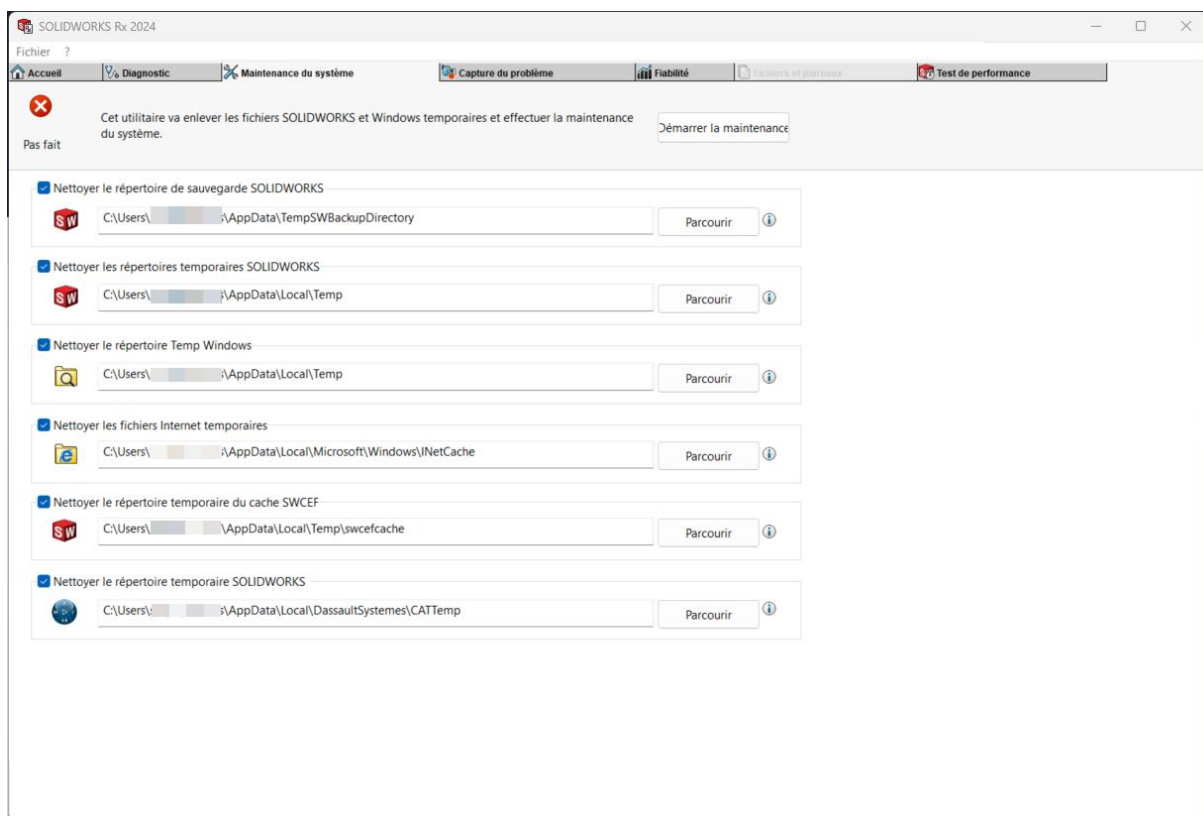 SOLIDWORKS Rx 2024
Fichier ?
Accueil Diagnostic Maintenance du système Capture du problème Fiabilité Fichiers et journaux Test de performance
Cet utilitaire va enlever les fichiers SOLIDWORKS et Windows temporaires et effectuer la maintenance
du système.
Démarrer la maintenance
Pas fait
Nettoyer le répertoire de sauvegarde SOLIDWORKS
SW C:\Users\ \AppData\TempSWBackupDirectory Parcourir
Nettoyer les répertoires temporaires SOLIDWORKS
SW C:\Users\ \AppData\Local\Temp Parcourir
Nettoyer le répertoire Temp Windows
C:\Users\ \AppData\Local\Temp Parcourir
Nettoyer les fichiers Internet temporaires
C:\Users\ \AppData\Local\Microsoft\Windows\INetCache Parcourir
Nettoyer le répertoire temporaire du cache SWCEF
SW C:\Users\ \AppData\Local\Temp\swcefcache Parcourir
Nettoyer le répertoire temporaire SOLIDWORKS
C:\Users\ \AppData\Local\DassaultSystemes\CATTemp Parcourir